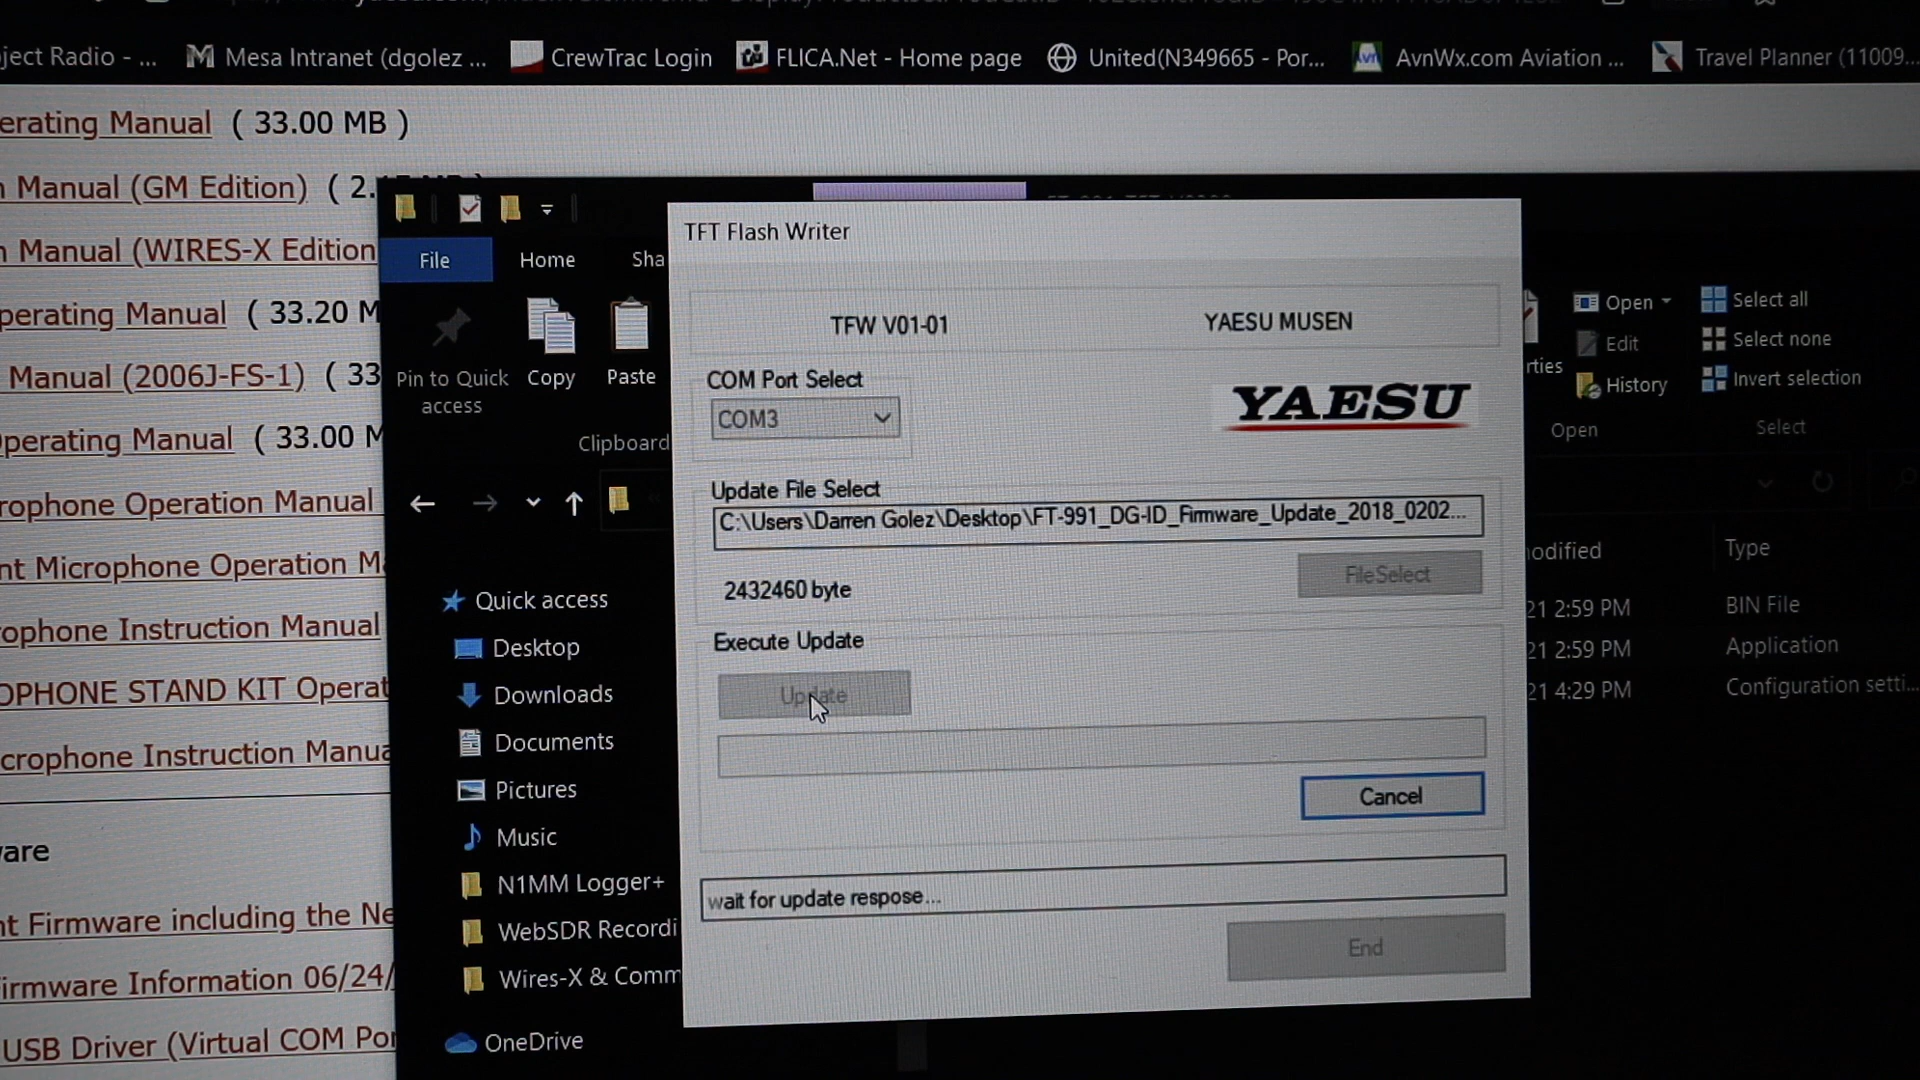 ject Radio - ...
Mesa Intranet (dgolez ...
CrewTrac Login
FLICA.Net - Home page
United(N349665 - Por...
AvnWx.com Aviation ...
Travel Planner (11009...
erating Manual ( 33.00 MB )
n Manual (GM Edition) ( 2.
n Manual (WIRES-X Edition
perating Manual ( 33.20 M
Manual (2006J-FS-1) ( 33
perating Manual ( 33.00 M
rophone Operation Manual
nt Microphone Operation M
ophone Instruction Manual
OPHONE STAND KIT Operat
crophone Instruction Manua
are
nt Firmware including the Ne
irmware Information 06/24/
USB Driver (Virtual COM Por
File
Home
Sha
Pin to Quick
access
Copy
Paste
Clipboard
Quick access
Desktop
Downloads
Documents
Pictures
Music
N1MM Logger+
WebSDR Recordi
Wires-X & Comm
OneDrive
TFT Flash Writer
TFW V01-01
YAESU MUSEN
COM Port Select
COM3
YAESU
Update File Select
C:\Users\Darren Golez\Desktop\FT-991_DG-ID_Firmware_Update_2018_0202...
2432460 byte
FileSelect
Execute Update
Update
Cancel
wait for update respose...
End
rties
Open
Edit
History
Open
Select all
Select none
Invert selection
Select
odified
Type
21 2:59 PM
BIN File
21 2:59 PM
Application
21 4:29 PM
Configuration setti...